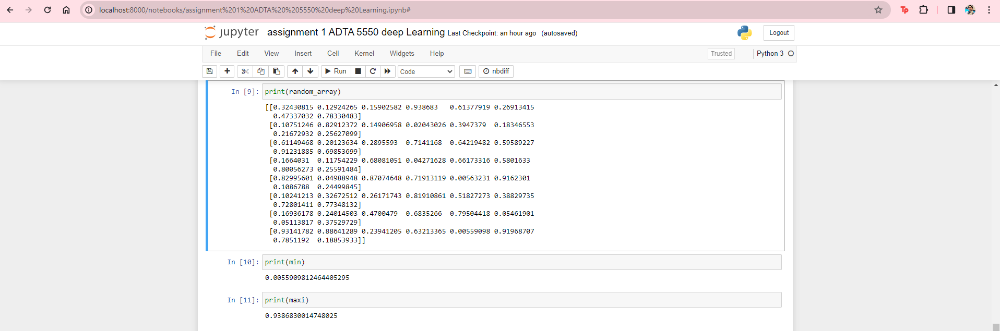 localhost:8000/notebooks/assignment%201%20ADTA%20%205550%20deep%20Learning.ipynb#
Tp
jupyter assignment 1 ADTA 5550 deep Learning Last Checkpoint: an hour ago (autosaved)
Logout
File Edit View Insert Cell Kernel Widgets Help
Trusted
Python 3
Run
Code
nbdiff
In [9]: print(random_array)
[[0.32430815 0.12924265 0.15902582 0.938683   0.61377919 0.26913415
  0.47337032 0.78330483]
 [0.10751246 0.82912372 0.14906958 0.02043026 0.3947379  0.18346553
  0.21672932 0.25627099]
 [0.61149468 0.20123634 0.2895593  0.7141168  0.64219482 0.59589227
  0.91231885 0.69853699]
 [0.1664031  0.11754229 0.68081051 0.04271628 0.66173316 0.5801633
  0.80056273 0.25591484]
 [0.82995601 0.04988948 0.87074648 0.71913119 0.00563231 0.9162301
  0.1086788  0.24499845]
 [0.10241213 0.32672512 0.26171743 0.81910861 0.51827273 0.38829735
  0.72801411 0.77348132]
 [0.16936178 0.24014503 0.4700479  0.6835266  0.79504418 0.05461901
  0.05113817 0.37529729]
 [0.93141782 0.88641289 0.23941205 0.63213365 0.00559098 0.91968707
  0.7851192  0.18853933]]
In [10]: print(min)
0.0055909812464405295
In [11]: print(maxi)
0.9386830014748025